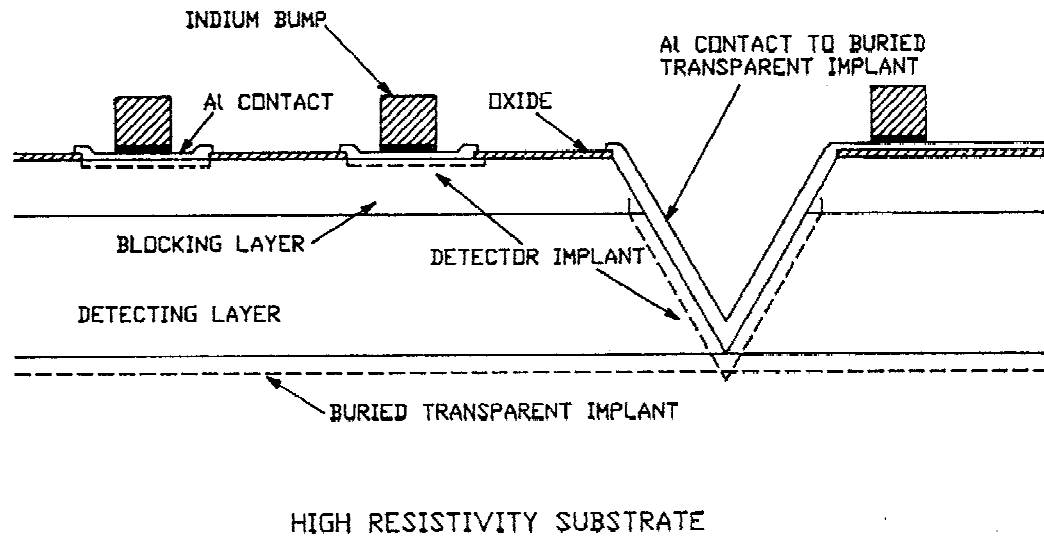 INDIUM BUMP
Al CONTACT
OXIDE
Al CONTACT TO BURIED
TRANSPARENT IMPLANT
BLOCKING LAYER
DETECTOR IMPLANT
DETECTING LAYER
BURIED TRANSPARENT IMPLANT
HIGH RESISTIVITY SUBSTRATE